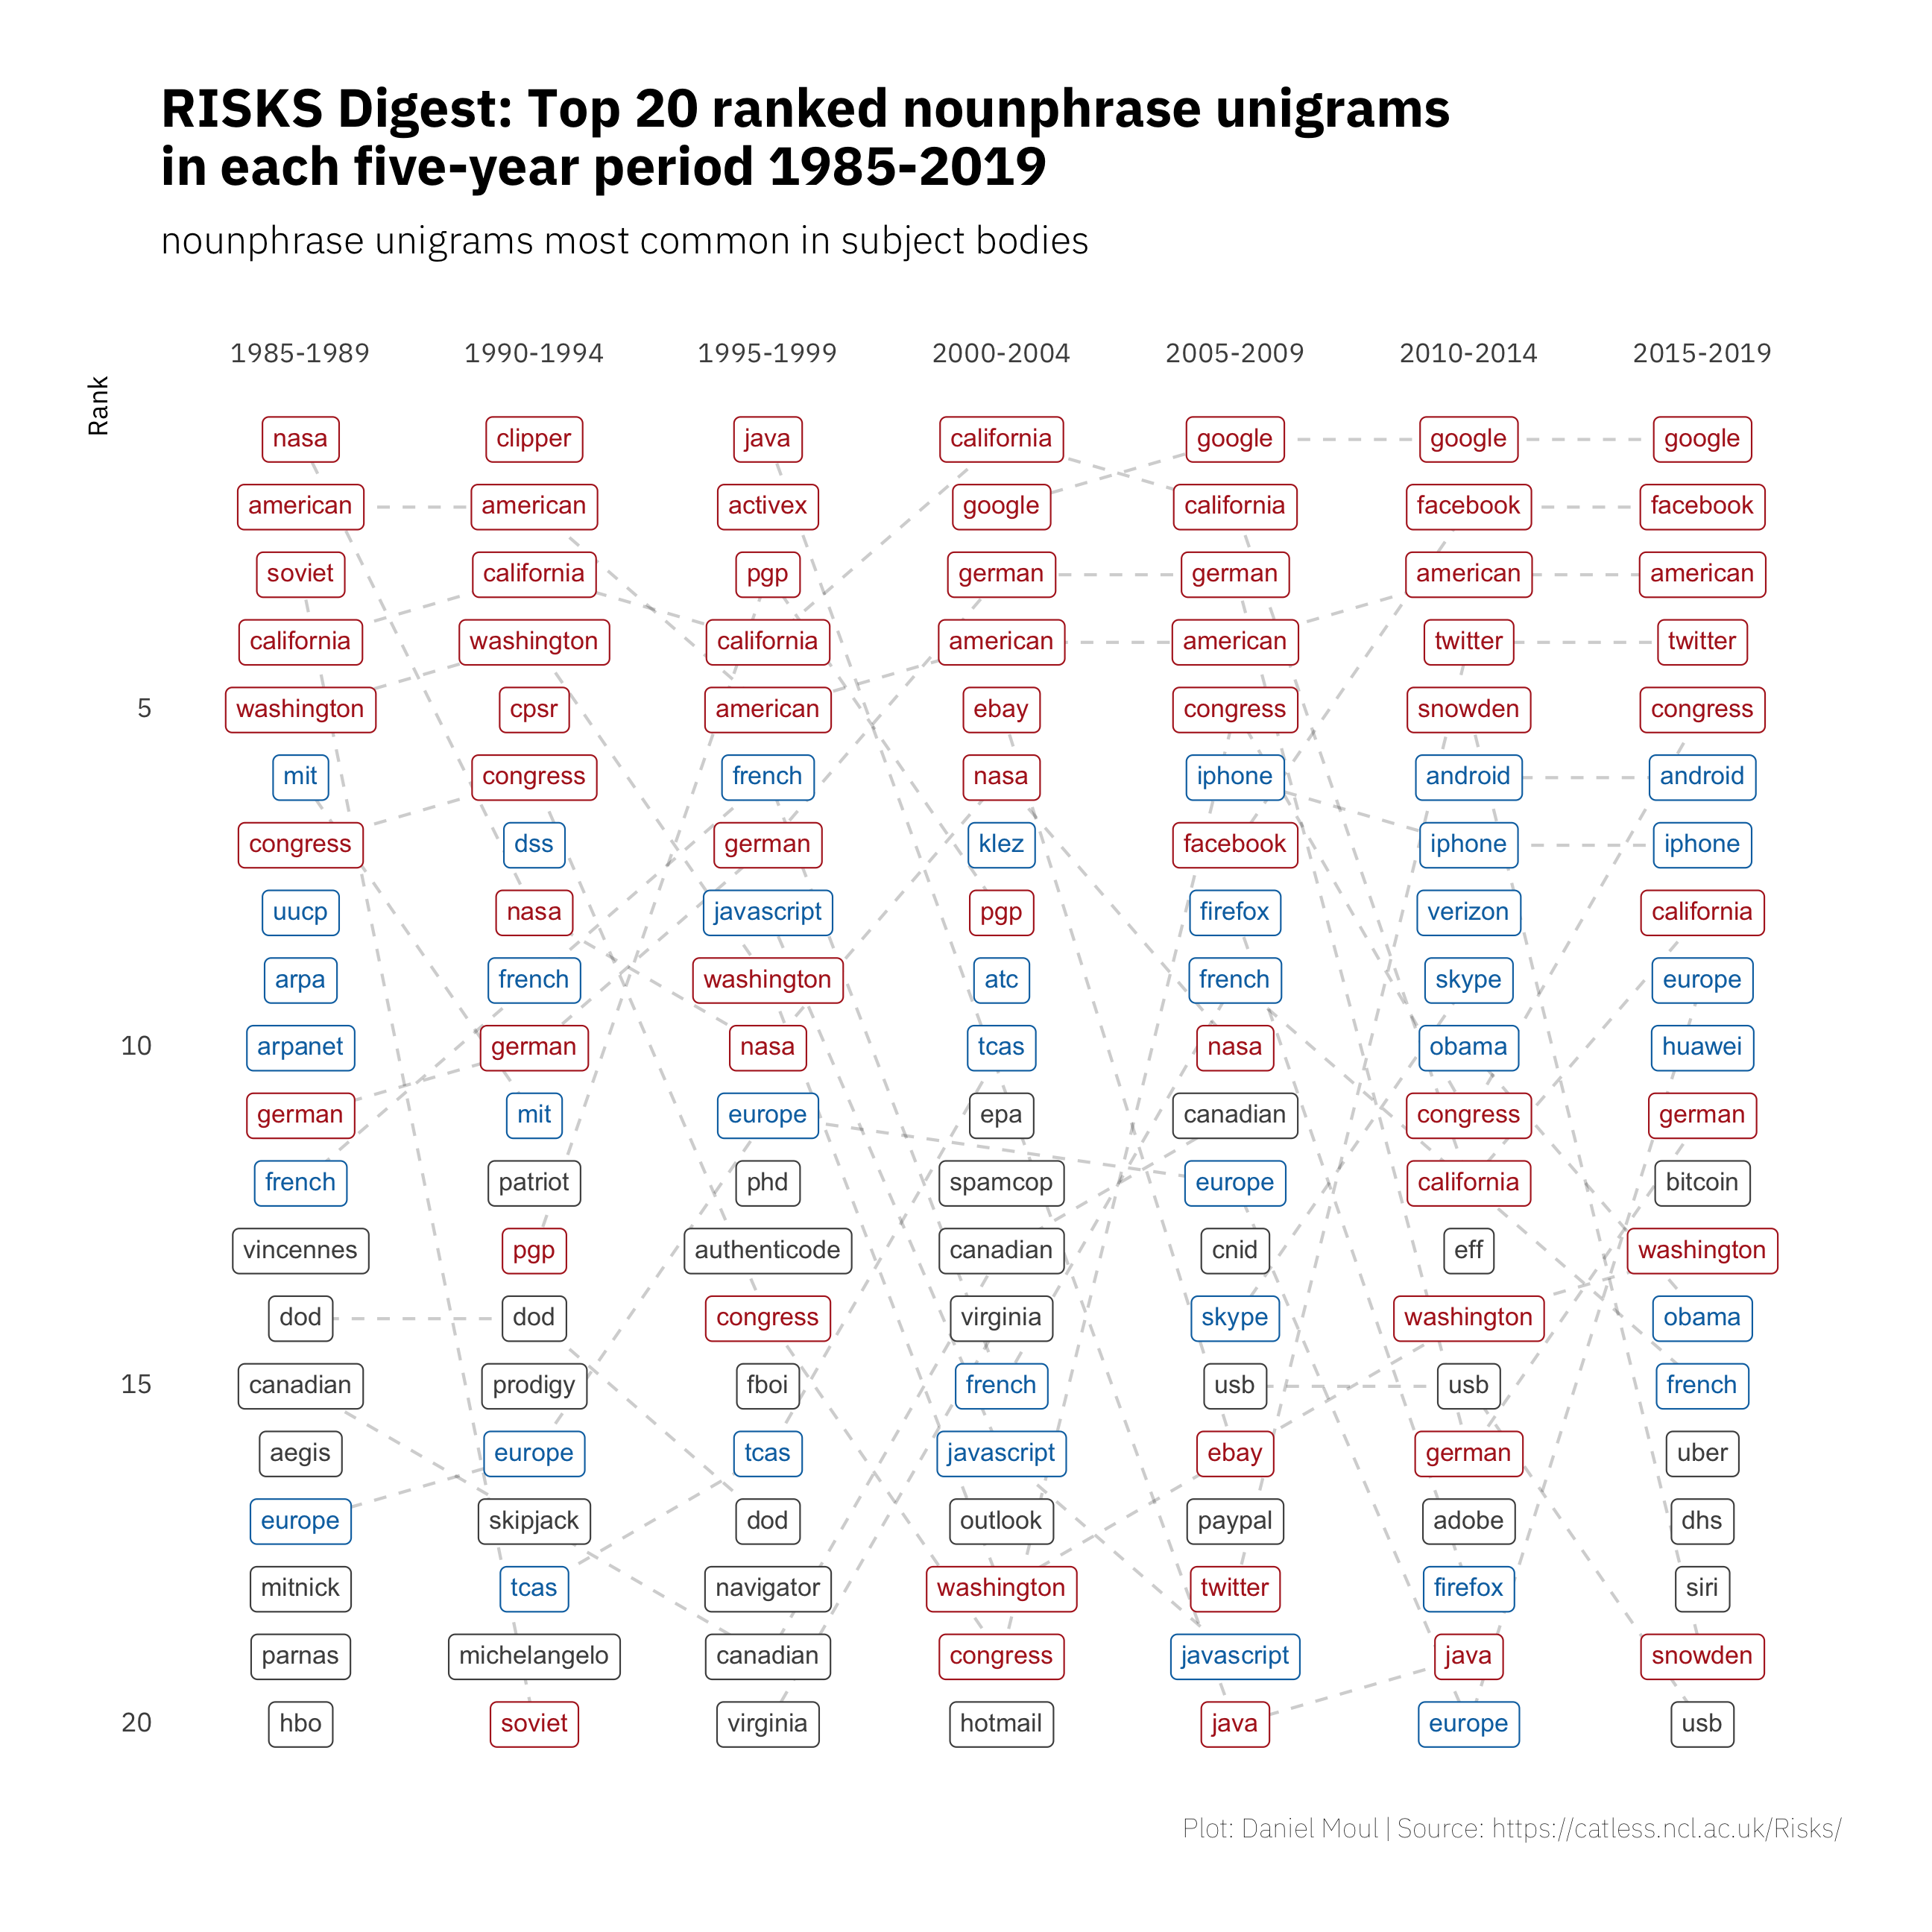 RISKS Digest: Top 20 ranked nounphrase unigrams
in each five-year period 1985-2019
nounphrase unigrams most common in subject bodies
1985-1989 1990-1994 1995-1999 2000-2004 2005-2009 2010-2014 2015-2019
Rank
nasa clipper java california google google google
american american activex google california facebook facebook
soviet california pgp german german american american
california washington california american american twitter twitter
5 washington cpsr american ebay congress snowden congress
mit congress french nasa iphone android android
congress dss german klez facebook iphone iphone
uucp nasa javascript pgp firefox verizon california
arpa french washington atc french skype europe
10 arpanet german nasa tcas nasa obama huawei
german mit europe epa canadian congress german
french patriot phd spamcop europe california bitcoin
vincennes pgp authenticode canadian cnid eff washington
dod dod congress virginia skype washington obama
15 canadian prodigy fboi french usb usb french
aegis europe tcas javascript ebay german uber
europe skipjack dod outlook paypal adobe dhs
mitnick tcas navigator washington twitter firefox siri
parnas michelangelo canadian congress javascript java snowden
20 hbo soviet virginia hotmail java europe usb
Plot: Daniel Moul | Source: https://catless.ncl.ac.uk/Risks/